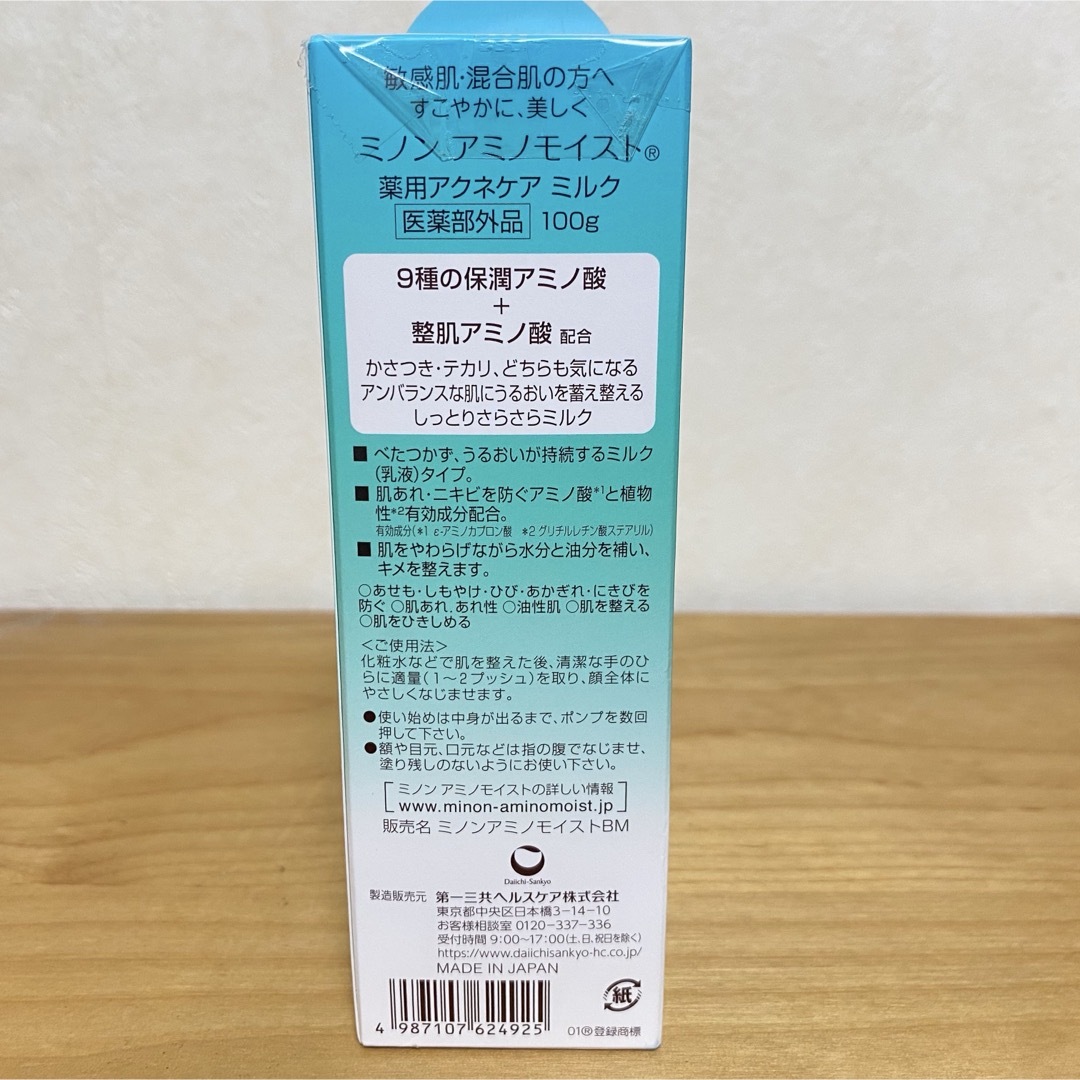 敏感肌・混合肌の方へ
すこやかに、美しく
ミノン アミノモイスト®
薬用アクネケア ミルク
医薬部外品 100g
9種の保潤アミノ酸
+
整肌アミノ酸 配合
かさつき・テカリ、どちらも気になる
アンバランスな肌にうるおいを蓄え整える
しっとりさらさらミルク
■ べたつかず、うるおいが持続するミルク
(乳液)タイプ。
■ 肌あれ・ニキビを防ぐアミノ酸*1と植物
性*2有効成分配合。
有効成分(*1 ε-アミノカプロン酸 *2 グリチルレチン酸ステアリル)
■ 肌をやわらげながら水分と油分を補い、
キメを整えます。
○あせも・しもやけ・ひび・あかぎれ・にきびを
防ぐ ○肌あれ.あれ性 ○油性肌 ○肌を整える
○肌をひきしめる
<ご使用法>
化粧水などで肌を整えた後、清潔な手のひ
らに適量(1〜2プッシュ)を取り、顔全体に
やさしくなじませます。
●使い始めは中身が出るまで、ポンプを数回
押して下さい。
●額や目元、口元などは指の腹でなじませ、
塗り残しのないようにお使い下さい。
ミノン アミノモイストの詳しい情報
www.minon-aminomoist.jp
販売名 ミノンアミノモイストBM
Daiichi-Sankyo
製造販売元 第一三共ヘルスケア株式会社
東京都中央区日本橋3-14-10
お客様相談室 0120-337-336
受付時間 9:00〜17:00(土、日、祝日を除く)
https://www.daiichisankyo-hc.co.jp/
MADE IN JAPAN
紙
4 987107 624925
01®登録商標